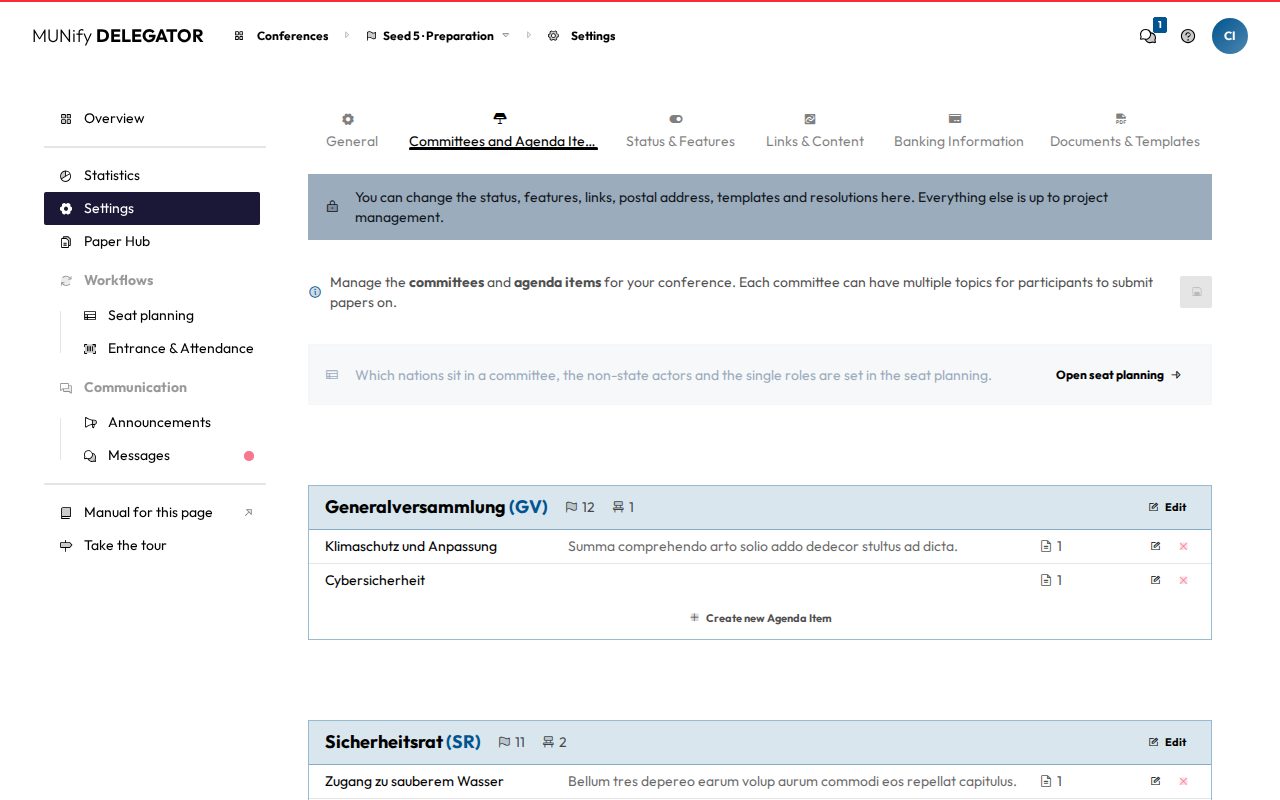 MUNify DELEGATOR
Conferences
Seed 5 · Preparation
Settings
1
CI
Overview
Statistics
Settings
Paper Hub
Workflows
Seat planning
Entrance & Attendance
Communication
Announcements
Messages
Manual for this page
Take the tour
General
Committees and Agenda Ite...
Status & Features
Links & Content
Banking Information
Documents & Templates
You can change the status, features, links, postal address, templates and resolutions here. Everything else is up to project
management.
Manage the committees and agenda items for your conference. Each committee can have multiple topics for participants to submit
papers on.
Which nations sit in a committee, the non-state actors and the single roles are set in the seat planning.
Open seat planning
Generalversammlung (GV) 12 1 Edit
Klimaschutz und Anpassung Summa comprehendo arto solio addo dedecor stultus ad dicta. 1
Cybersicherheit 1
Create new Agenda Item
Sicherheitsrat (SR) 11 2 Edit
Zugang zu sauberem Wasser Bellum tres depereo earum volup aurum commodi eos repellat capitulus. 1